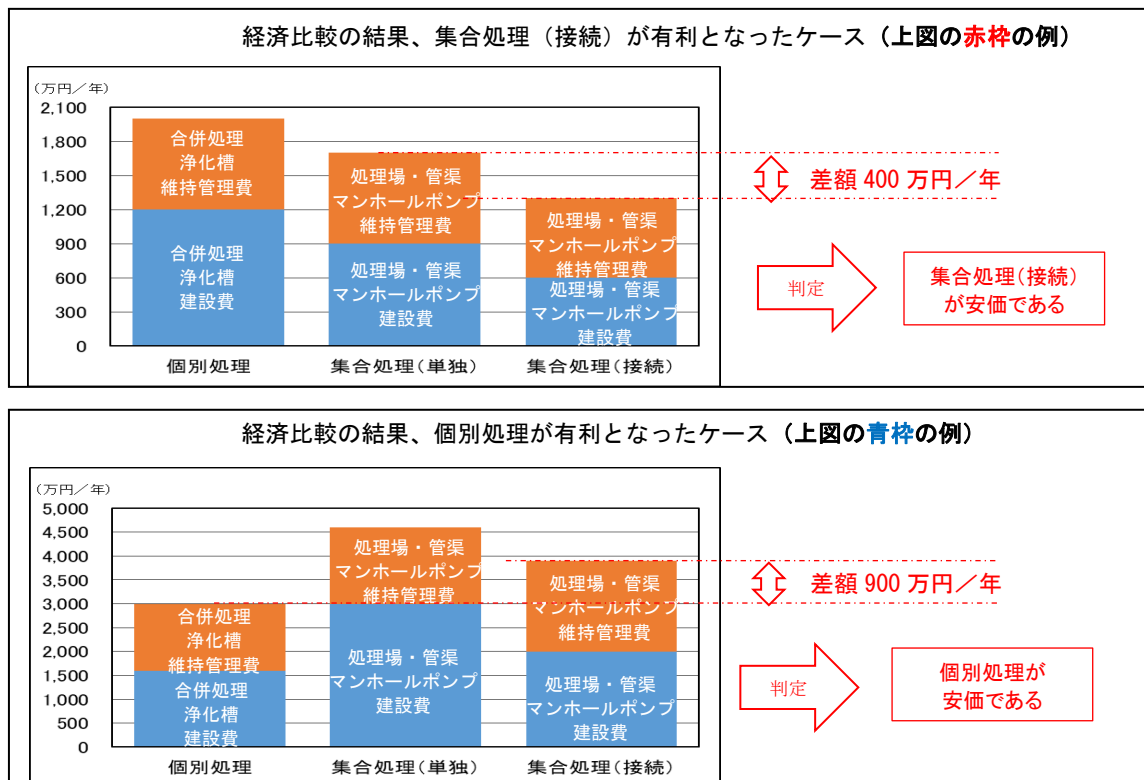 経済比較の結果、集合処理（接続）が有利となったケース（上図の赤枠の例）
（万円／年）
2,100
1,800
1,500
1,200
900
600
300
0
合併処理
浄化槽
維持管理費
合併処理
浄化槽
建設費
処理場・管渠
マンホールポンプ
維持管理費
処理場・管渠
マンホールポンプ
建設費
処理場・管渠
マンホールポンプ
維持管理費
処理場・管渠
マンホールポンプ
建設費
個別処理
集合処理（単独）
集合処理（接続）
差額 400 万円／年
判定
集合処理（接続）
が安価である
経済比較の結果、個別処理が有利となったケース（上図の青枠の例）
（万円／年）
5,000
4,500
4,000
3,500
3,000
2,500
2,000
1,500
1,000
500
0
合併処理
浄化槽
維持管理費
合併処理
浄化槽
建設費
処理場・管渠
マンホールポンプ
維持管理費
処理場・管渠
マンホールポンプ
建設費
処理場・管渠
マンホールポンプ
維持管理費
処理場・管渠
マンホールポンプ
建設費
個別処理
集合処理（単独）
集合処理（接続）
差額 900 万円／年
判定
個別処理が
安価である